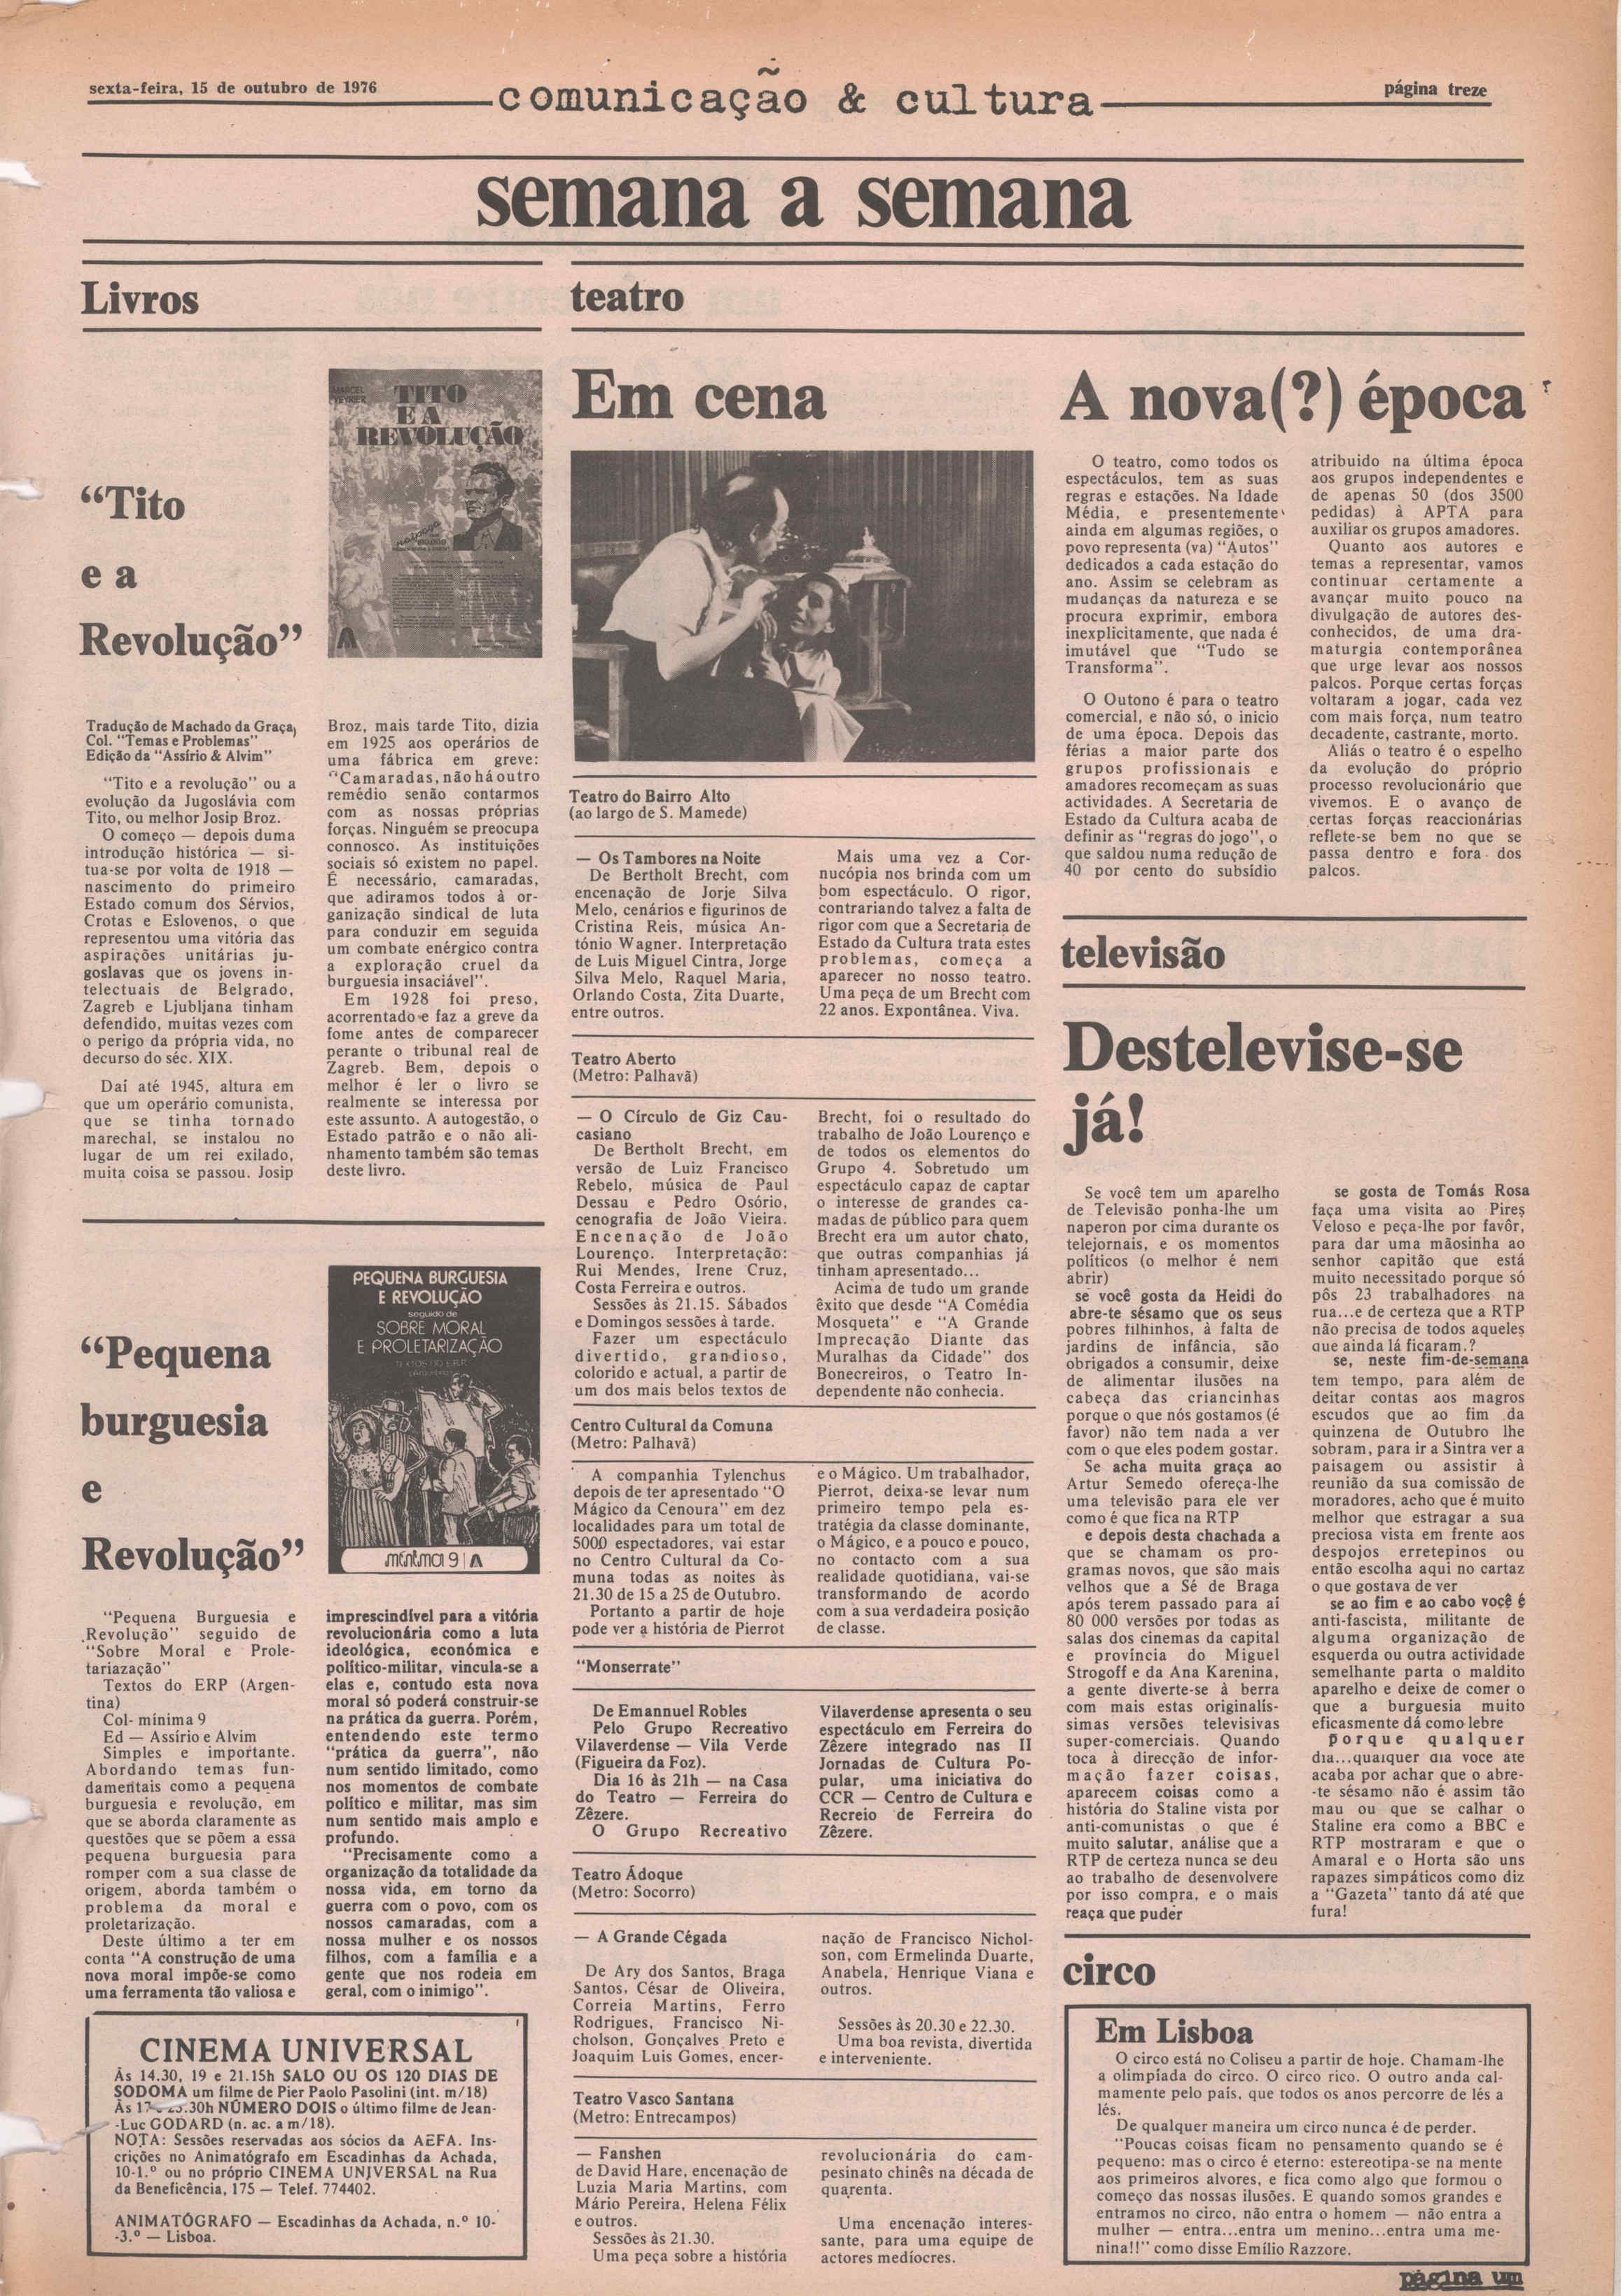 sexta-feira, 15 de outubro de 1976
comunicação & cultura
página treze
semana a semana
Livros
"Tito
e a
Revolução"
MARCEL
VEYRIER
TITO
E A
REVOLUÇÃO
Tradução de Machado da Graça,
Col. "Temas e Problemas"
Edição da "Assírio & Alvim"
"Tito e a revolução" ou a
evolução da Jugoslávia com
Tito, ou melhor Josip Broz.
O começo — depois duma
introdução histórica — si-
tua-se por volta de 1918 —
nascimento do primeiro
Estado comum dos Sérvios,
Crotas e Eslovenos, o que
representou uma vitória das
aspirações unitárias ju-
goslavas que os jovens in-
telectuais de Belgrado,
Zagreb e Ljubljana tinham
defendido, muitas vezes com
o perigo da própria vida, no
decurso do séc. XIX.
Daí até 1945, altura em
que um operário comunista,
que se tinha tornado
marechal, se instalou no
lugar de um rei exilado,
muita coisa se passou. Josip
Broz, mais tarde Tito, dizia
em 1925 aos operários de
uma fábrica em greve:
"Camaradas, não há outro
remédio senão contarmos
com as nossas próprias
forças. Ninguém se preocupa
connosco. As instituições
sociais só existem no papel.
É necessário, camaradas,
que adiramos todos à or-
ganização sindical de luta
para conduzir em seguida
um combate enérgico contra
a exploração cruel da
burguesia insaciável".
Em 1928 foi preso,
acorrentado e faz a greve da
fome antes de comparecer
perante o tribunal real de
Zagreb. Bem, depois o
melhor é ler o livro se
realmente se interessa por
este assunto. A autogestão, o
Estado patrão e o não ali-
nhamento também são temas
deste livro.
"Pequena
burguesia
e
Revolução"
PEQUENA BURGUESIA
E REVOLUÇÃO
seguido de
SOBRE MORAL
E PROLETARIZAÇÃO
TEXTOS DO E.R.P.
mínima 9 | A
"Pequena Burguesia e
Revolução" seguido de
"Sobre Moral e Prole-
tariazação"
Textos do ERP (Argen-
tina)
Col- mínima 9
Ed — Assírio e Alvim
Simples e importante.
Abordando temas fun-
damentais como a pequena
burguesia e revolução, em
que se aborda claramente as
questões que se põem a essa
pequena burguesia para
romper com a sua classe de
origem, aborda também o
problema da moral e
proletarização.
Deste último a ter em
conta "A construção de uma
nova moral impõe-se como
uma ferramenta tão valiosa e
imprescindível para a vitória
revolucionária como a luta
ideológica, económica e
político-militar, vincula-se a
elas e, contudo esta nova
moral só poderá construir-se
na prática da guerra. Porém,
entendendo este termo
"prática da guerra", não
num sentido limitado, como
nos momentos de combate
político e militar, mas sim
num sentido mais amplo e
profundo.
"Precisamente como a
organização da totalidade da
nossa vida, em torno da
guerra com o povo, com os
nossos camaradas, com a
nossa mulher e os nossos
filhos, com a família e a
gente que nos rodeia em
geral, com o inimigo".
CINEMA UNIVERSAL
Às 14.30, 19 e 21.15h SALO OU OS 120 DIAS DE
SODOMA um filme de Pier Paolo Pasolini (int. m/18)
Às 17 .30h NÚMERO DOIS o último filme de Jean-
-Luc GODARD (n. ac. a m/18).
NOTA: Sessões reservadas aos sócios da AEFA. Ins-
crições no Animatógrafo em Escadinhas da Achada,
10-1.º ou no próprio CINEMA UNIVERSAL na Rua
da Beneficência, 175 — Telef. 774402.
ANIMATÓGRAFO — Escadinhas da Achada, n.º 10-
-3.º — Lisboa.
teatro
Em cena
Teatro do Bairro Alto
(ao largo de S. Mamede)
— Os Tambores na Noite
De Bertholt Brecht, com
encenação de Jorje Silva
Melo, cenários e figurinos de
Cristina Reis, música An-
tónio Wagner. Interpretação
de Luis Miguel Cintra, Jorge
Silva Melo, Raquel Maria,
Orlando Costa, Zita Duarte,
entre outros.
Mais uma vez a Cor-
nucópia nos brinda com um
bom espectáculo. O rigor,
contrariando talvez a falta de
rigor com que a Secretaria de
Estado da Cultura trata estes
problemas, começa a
aparecer no nosso teatro.
Uma peça de um Brecht com
22 anos. Expontânea. Viva.
Teatro Aberto
(Metro: Palhavã)
— O Círculo de Giz Cau-
casiano
De Bertholt Brecht, em
versão de Luiz Francisco
Rebelo, música de Paul
Dessau e Pedro Osório,
cenografia de João Vieira.
Encenação de João
Lourenço. Interpretação:
Rui Mendes, Irene Cruz,
Costa Ferreira e outros.
Sessões às 21.15. Sábados
e Domingos sessões à tarde.
Fazer um espectáculo
divertido, grandioso,
colorido e actual, a partir de
um dos mais belos textos de
Brecht, foi o resultado do
trabalho de João Lourenço e
de todos os elementos do
Grupo 4. Sobretudo um
espectáculo capaz de captar
o interesse de grandes ca-
madas de público para quem
Brecht era um autor chato,
que outras companhias já
tinham apresentado...
Acima de tudo um grande
êxito que desde "A Comédia
Mosqueta" e "A Grande
Imprecação Diante das
Muralhas da Cidade" dos
Bonecreiros, o Teatro In-
dependente não conhecia.
Centro Cultural da Comuna
(Metro: Palhavã)
A companhia Tylenchus
depois de ter apresentado "O
Mágico da Cenoura" em dez
localidades para um total de
5000 espectadores, vai estar
no Centro Cultural da Co-
muna todas as noites às
21.30 de 15 a 25 de Outubro.
Portanto a partir de hoje
pode ver a história de Pierrot
e o Mágico. Um trabalhador,
Pierrot, deixa-se levar num
primeiro tempo pela es-
tratégia da classe dominante,
o Mágico, e a pouco e pouco,
no contacto com a sua
realidade quotidiana, vai-se
transformando de acordo
com a sua verdadeira posição
de classe.
"Monserrate"
De Emannuel Robles
Pelo Grupo Recreativo
Vilaverdense — Vila Verde
(Figueira da Foz).
Dia 16 às 21h — na Casa
do Teatro — Ferreira do
Zêzere.
O Grupo Recreativo
Vilaverdense apresenta o seu
espectáculo em Ferreira do
Zêzere integrado nas II
Jornadas de Cultura Po-
pular, uma iniciativa do
CCR — Centro de Cultura e
Recreio de Ferreira do
Zêzere.
Teatro Ádoque
(Metro: Socorro)
— A Grande Cégada
De Ary dos Santos, Braga
Santos, César de Oliveira,
Correia Martins, Ferro
Rodrigues, Francisco Ni-
cholson, Gonçalves Preto e
Joaquim Luis Gomes, encer-
nação de Francisco Nichol-
son, com Ermelinda Duarte,
Anabela, Henrique Viana e
outros.
Sessões às 20.30 e 22.30.
Uma boa revista, divertida
e interveniente.
Teatro Vasco Santana
(Metro: Entrecampos)
— Fanshen
de David Hare, encenação de
Luzia Maria Martins, com
Mário Pereira, Helena Félix
e outros.
Sessões às 21.30.
Uma peça sobre a história
revolucionária do cam-
pesinato chinês na década de
quarenta.
Uma encenação interes-
sante, para uma equipe de
actores medíocres.
A nova(?) época
O teatro, como todos os
espectáculos, tem as suas
regras e estações. Na Idade
Média, e presentemente
ainda em algumas regiões, o
povo representa (va) "Autos"
dedicados a cada estação do
ano. Assim se celebram as
mudanças da natureza e se
procura exprimir, embora
inexplicitamente, que nada é
imutável que "Tudo se
Transforma".
O Outono é para o teatro
comercial, e não só, o inicio
de uma época. Depois das
férias a maior parte dos
grupos profissionais e
amadores recomeçam as suas
actividades. A Secretaria de
Estado da Cultura acaba de
definir as "regras do jogo", o
que saldou numa redução de
40 por cento do subsídio
atribuido na última época
aos grupos independentes e
de apenas 50 (dos 3500
pedidas) à APTA para
auxiliar os grupos amadores.
Quanto aos autores e
temas a representar, vamos
continuar certamente a
avançar muito pouco na
divulgação de autores des-
conhecidos, de uma dra-
maturgia contemporânea
que urge levar aos nossos
palcos. Porque certas forças
voltaram a jogar, cada vez
com mais força, num teatro
decadente, castrante, morto.
Aliás o teatro é o espelho
da evolução do próprio
processo revolucionário que
vivemos. E o avanço de
certas forças reaccionárias
reflete-se bem no que se
passa dentro e fora dos
palcos.
televisão
Destelevise-se
já!
Se você tem um aparelho
de Televisão ponha-lhe um
naperon por cima durante os
telejornais, e os momentos
políticos (o melhor é nem
abrir)
se você gosta da Heidi do
abre-te sésamo que os seus
pobres filhinhos, à falta de
jardins de infância, são
obrigados a consumir, deixe
de alimentar ilusões na
cabeça das criancinhas
porque o que nós gostamos (é
favor) não tem nada a ver
com o que eles podem gostar.
Se acha muita graça ao
Artur Semedo ofereça-lhe
uma televisão para ele ver
como é que fica na RTP
e depois desta chachada a
que se chamam os pro-
gramas novos, que são mais
velhos que a Sé de Braga
após terem passado para aí
80 000 versões por todas as
salas dos cinemas da capital
e província do Miguel
Strogoff e da Ana Karenina,
a gente diverte-se à berra
com mais estas originalís-
simas versões televisivas
super-comerciais. Quando
toca à direcção de infor-
mação fazer coisas,
aparecem coisas como a
história do Staline vista por
anti-comunistas o que é
muito salutar, análise que a
RTP de certeza nunca se deu
ao trabalho de desenvolvere
por isso compra, e o mais
reaça que puder
se gosta de Tomás Rosa
faça uma visita ao Pires
Veloso e peça-lhe por favôr,
para dar uma mãosinha ao
senhor capitão que está
muito necessitado porque só
pôs 23 trabalhadores na
rua...e de certeza que a RTP
não precisa de todos aqueles
que ainda lá ficaram.?
se, neste fim-de-semana
tem tempo, para além de
deitar contas aos magros
escudos que ao fim da
quinzena de Outubro lhe
sobram, para ir a Sintra ver a
paisagem ou assistir à
reunião da sua comissão de
moradores, acho que é muito
melhor que estragar a sua
preciosa vista em frente aos
despojos erretepinos ou
então escolha aqui no cartaz
o que gostava de ver
se ao fim e ao cabo você é
anti-fascista, militante de
alguma organização de
esquerda ou outra actividade
semelhante parta o maldito
aparelho e deixe de comer o
que a burguesia muito
eficasmente dá como lebre
porque qualquer
dia...qualquer dia voce ate
acaba por achar que o abre-
-te sésamo não é assim tão
mau ou que se calhar o
Staline era como a BBC e
RTP mostraram e que o
Amaral e o Horta são uns
rapazes simpáticos como diz
a "Gazeta" tanto dá até que
fura!
circo
Em Lisboa
O circo está no Coliseu a partir de hoje. Chamam-lhe
a olimpíada do circo. O circo rico. O outro anda cal-
mamente pelo país, que todos os anos percorre de lés a
lés.
De qualquer maneira um circo nunca é de perder.
"Poucas coisas ficam no pensamento quando se é
pequeno: mas o circo é eterno: estereotipa-se na mente
aos primeiros alvores, e fica como algo que formou o
começo das nossas ilusões. E quando somos grandes e
entramos no circo, não entra o homem — não entra a
mulher — entra...entra um menino...entra uma me-
nina!!" como disse Emílio Razzore.
página um